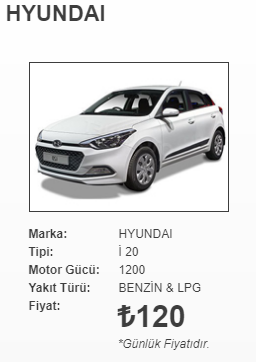 HYUNDAI
Marka: HYUNDAI
Tipi: İ 20
Motor Gücü: 1200
Yakıt Türü: BENZİN & LPG
Fiyat: ₺120
*Günlük Fiyatıdır.